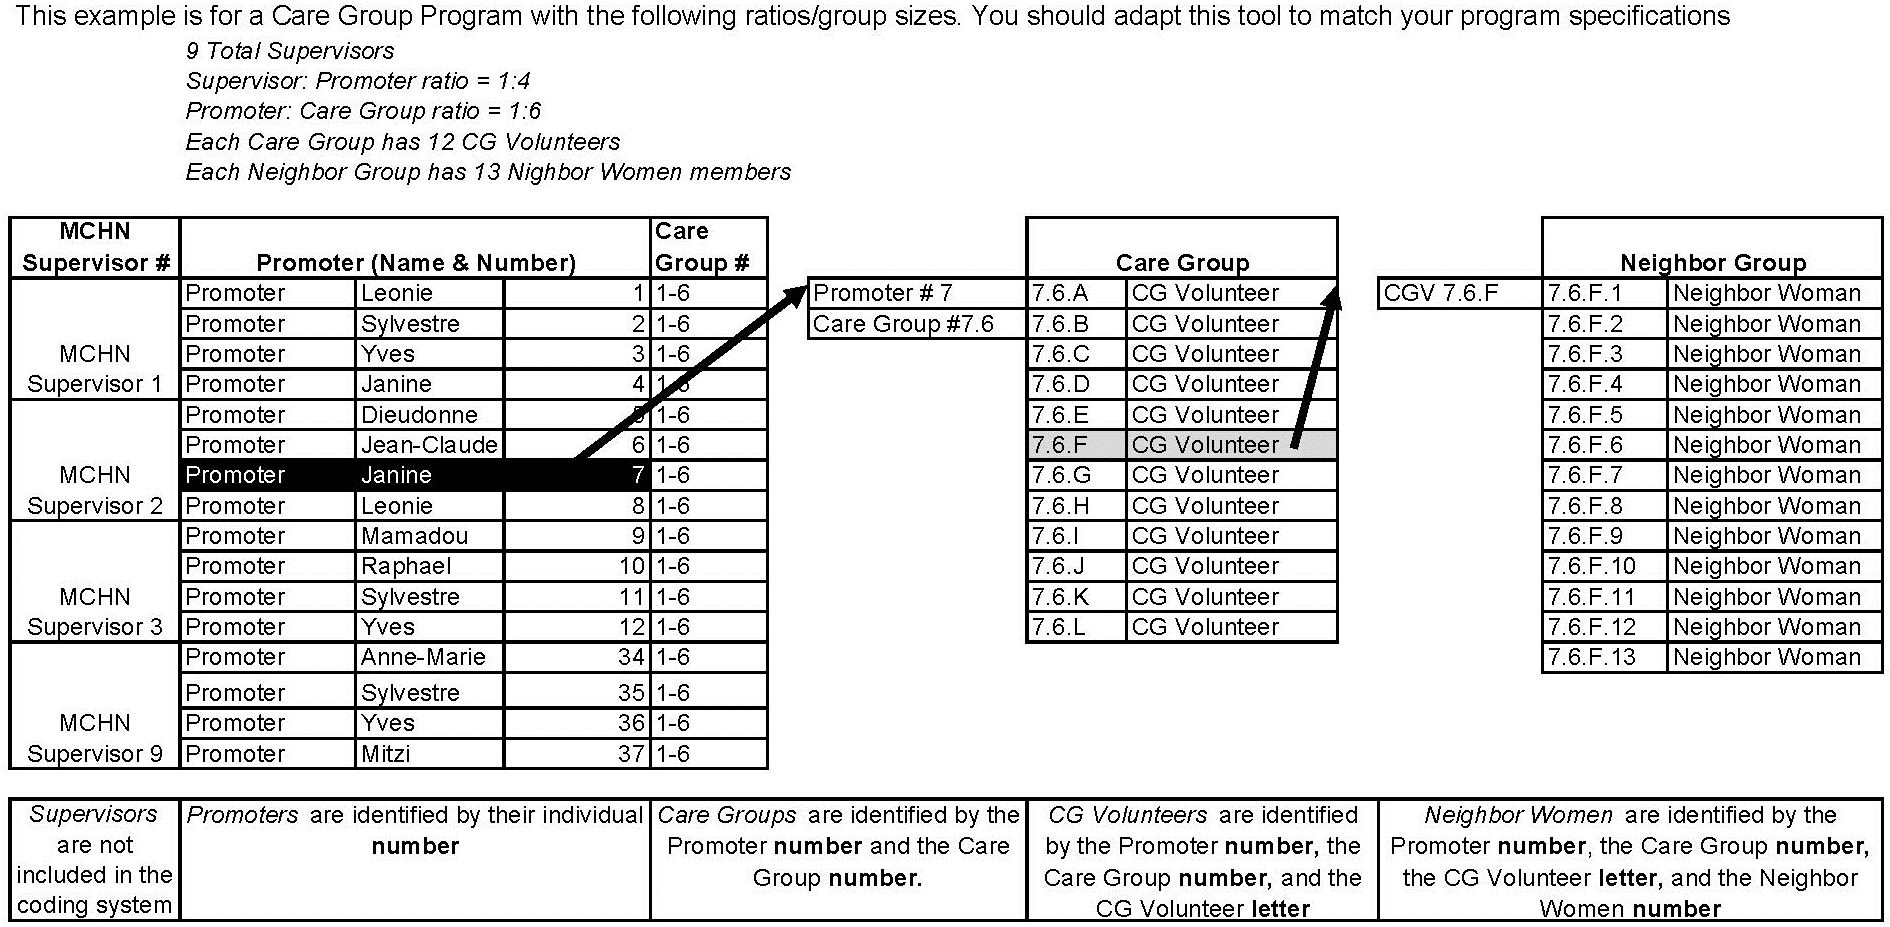 This example is for a Care Group Program with the following ratios/group sizes. You should adapt this tool to match your program specifications
9 Total Supervisors
Supervisor: Promoter ratio = 1:4
Promoter: Care Group ratio = 1:6
Each Care Group has 12 CG Volunteers
Each Neighbor Group has 13 Nighbor Women members
MCHN
Supervisor #
Promoter (Name & Number)
Care
Group #
MCHN
Supervisor 1
Promoter Leonie 1 1-6
Promoter Sylvestre 2 1-6
Promoter Yves 3 1-6
Promoter Janine 4 1-6
MCHN
Supervisor 2
Promoter Dieudonne 5 1-6
Promoter Jean-Claude 6 1-6
Promoter Janine 7 1-6
Promoter Leonie 8 1-6
MCHN
Supervisor 3
Promoter Mamadou 9 1-6
Promoter Raphael 10 1-6
Promoter Sylvestre 11 1-6
Promoter Yves 12 1-6
MCHN
Supervisor 9
Promoter Anne-Marie 34 1-6
Promoter Sylvestre 35 1-6
Promoter Yves 36 1-6
Promoter Mitzi 37 1-6
Promoter # 7
Care Group #7.6
Care Group
7.6.A CG Volunteer
7.6.B CG Volunteer
7.6.C CG Volunteer
7.6.D CG Volunteer
7.6.E CG Volunteer
7.6.F CG Volunteer
7.6.G CG Volunteer
7.6.H CG Volunteer
7.6.I CG Volunteer
7.6.J CG Volunteer
7.6.K CG Volunteer
7.6.L CG Volunteer
CGV 7.6.F
Neighbor Group
7.6.F.1 Neighbor Woman
7.6.F.2 Neighbor Woman
7.6.F.3 Neighbor Woman
7.6.F.4 Neighbor Woman
7.6.F.5 Neighbor Woman
7.6.F.6 Neighbor Woman
7.6.F.7 Neighbor Woman
7.6.F.8 Neighbor Woman
7.6.F.9 Neighbor Woman
7.6.F.10 Neighbor Woman
7.6.F.11 Neighbor Woman
7.6.F.12 Neighbor Woman
7.6.F.13 Neighbor Woman
Supervisors
are not
included in the
coding system
Promoters are identified by their individual
number
Care Groups are identified by the
Promoter number and the Care
Group number.
CG Volunteers are identified
by the Promoter number, the
Care Group number, and the
CG Volunteer letter
Neighbor Women are identified by the
Promoter number, the Care Group number,
the CG Volunteer letter, and the Neighbor
Women number